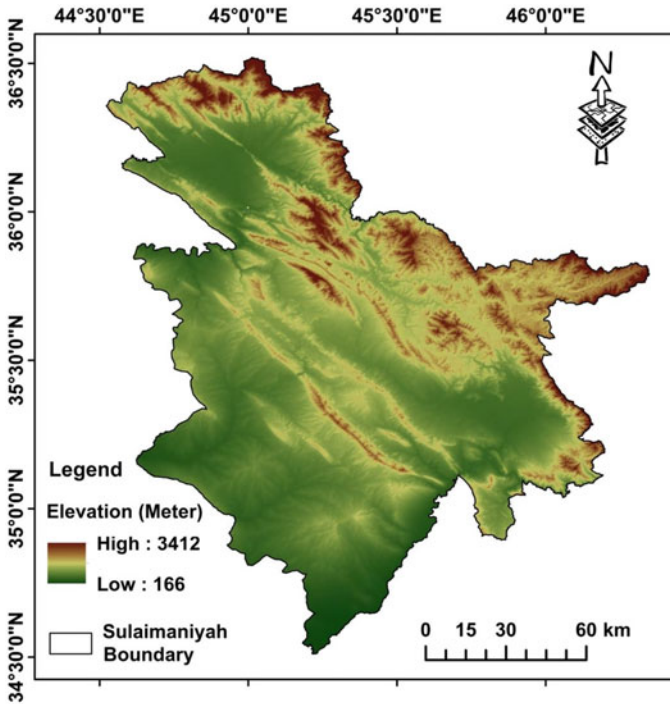 44°30'0"E 45°0'0"E 45°30'0"E 46°0'0"E
36°30'0"N
36°0'0"N
35°30'0"N
35°0'0"N
34°30'0"N
N
Legend
Elevation (Meter)
High : 3412
Low : 166
Sulaimaniyah
Boundary
0 15 30 60 km